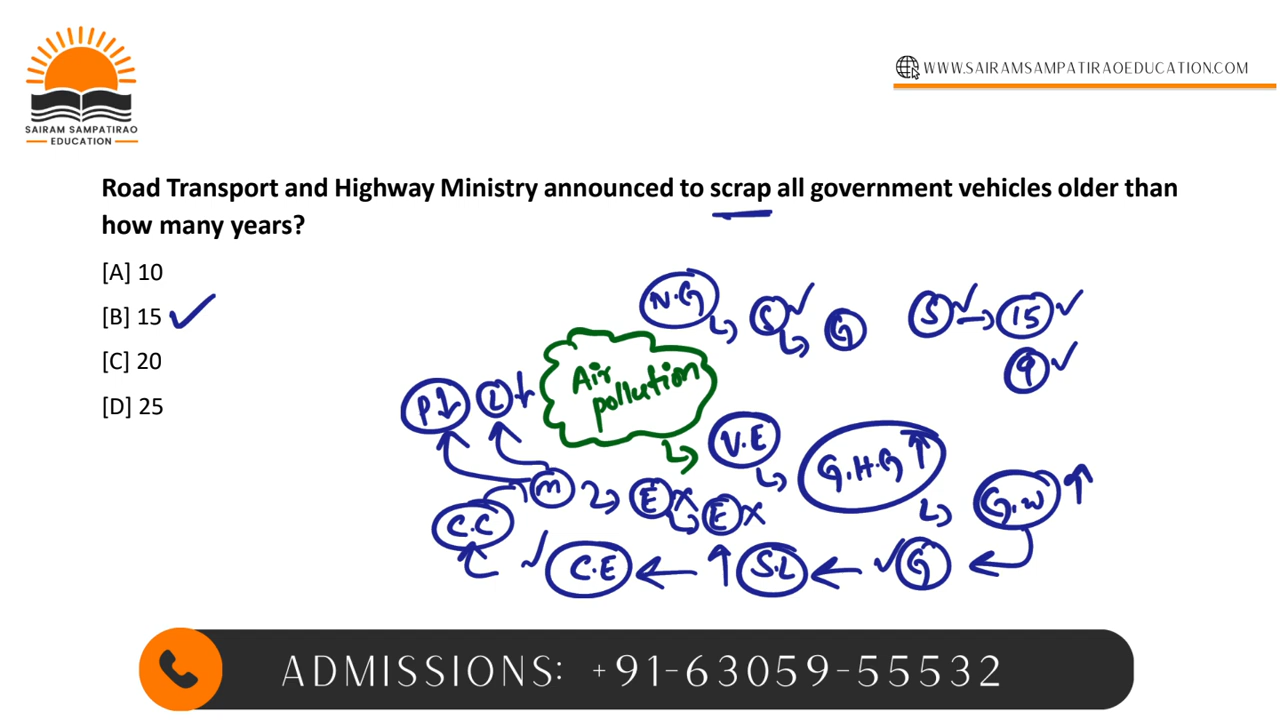 SAIRAM SAMPATIRAO
EDUCATION
WWW.SAIRAMSAMPATIRAOEDUCATION.COM
Road Transport and Highway Ministry announced to scrap all government vehicles older than
how many years?
[A] 10
[B] 15
[C] 20
[D] 25
N.G
S
G
S
15
9
Air
pollution
P
L
V.E
G.H.G
M
E
E
G.W
C.C
C.E
S.L
G
ADMISSIONS: +91-63059-55532